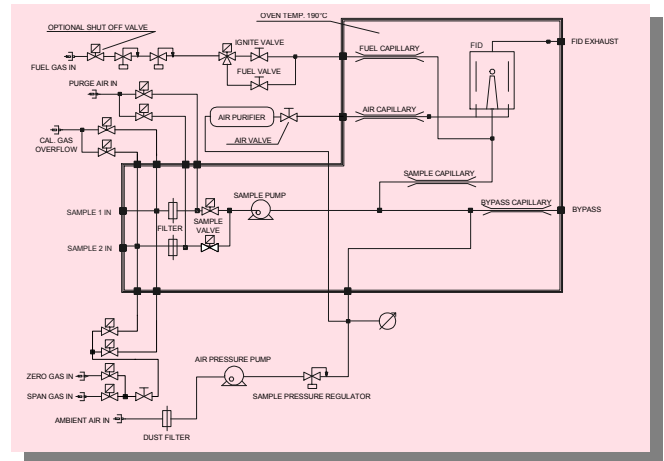 OVEN TEMP. 190°C
OPTIONAL SHUT OFF VALVE
IGNITE VALVE
FUEL GAS IN
FUEL VALVE
FUEL CAPILLARY
FID
FID EXHAUST
PURGE AIR IN
AIR PURIFIER
AIR CAPILLARY
CAL. GAS
OVERFLOW
AIR VALVE
SAMPLE CAPILLARY
SAMPLE PUMP
BYPASS CAPILLARY
SAMPLE 1 IN
FILTER
SAMPLE
VALVE
BYPASS
SAMPLE 2 IN
AIR PRESSURE PUMP
ZERO GAS IN
SPAN GAS IN
SAMPLE PRESSURE REGULATOR
AMBIENT AIR IN
DUST FILTER